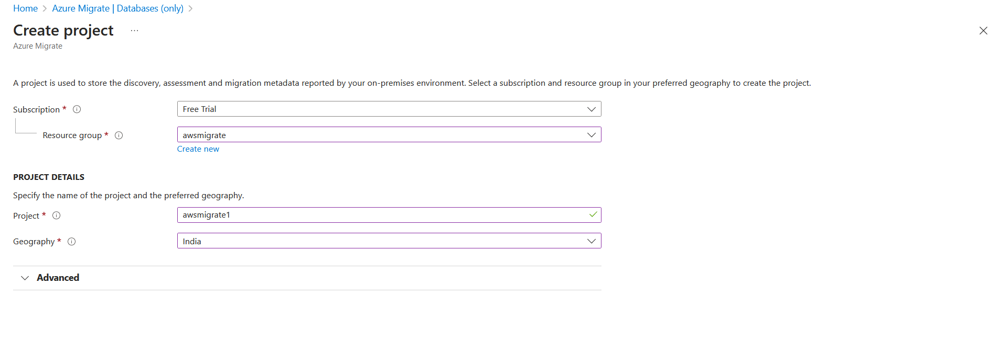 Home > Azure Migrate | Databases (only) >
Create project ...
Azure Migrate
A project is used to store the discovery, assessment and migration metadata reported by your on-premises environment. Select a subscription and resource group in your preferred geography to create the project.
Subscription * Free Trial
Resource group * awsmigrate
Create new
PROJECT DETAILS
Specify the name of the project and the preferred geography.
Project * awsmigrate1
Geography * India
Advanced